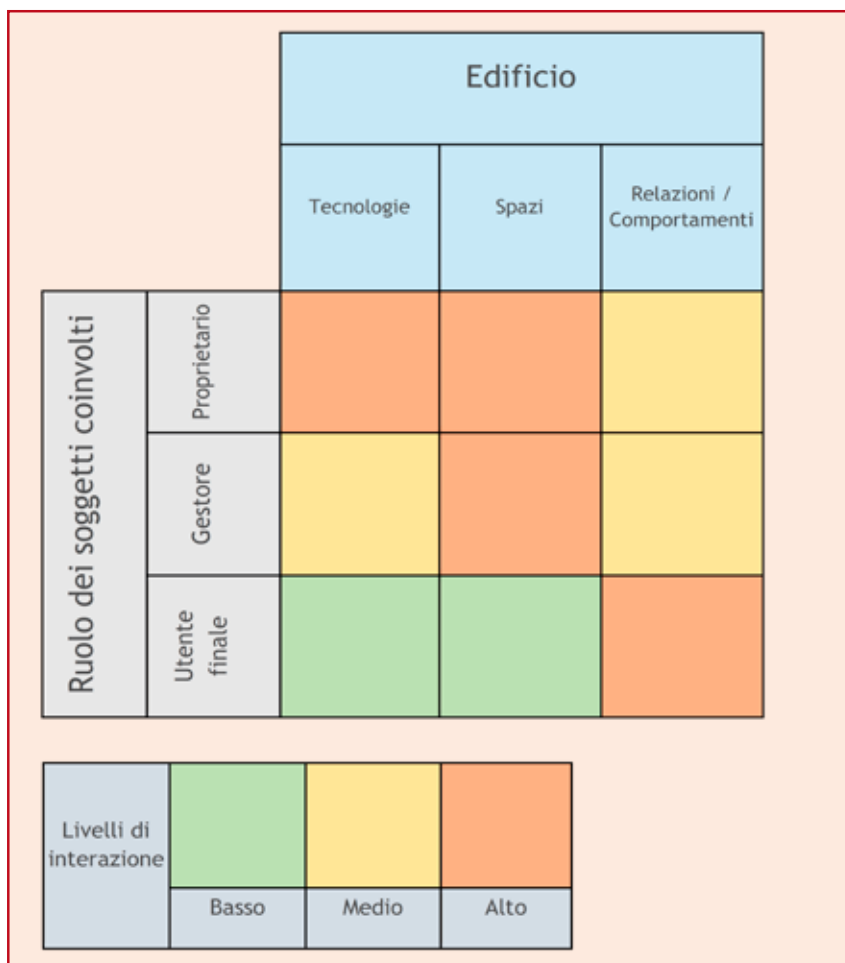 Edificio
Tecnologie
Spazi
Relazioni /
Comportamenti
Ruolo dei soggetti coinvolti
Proprietario
Gestore
Utente
finale
Livelli di
interazione
Basso
Medio
Alto